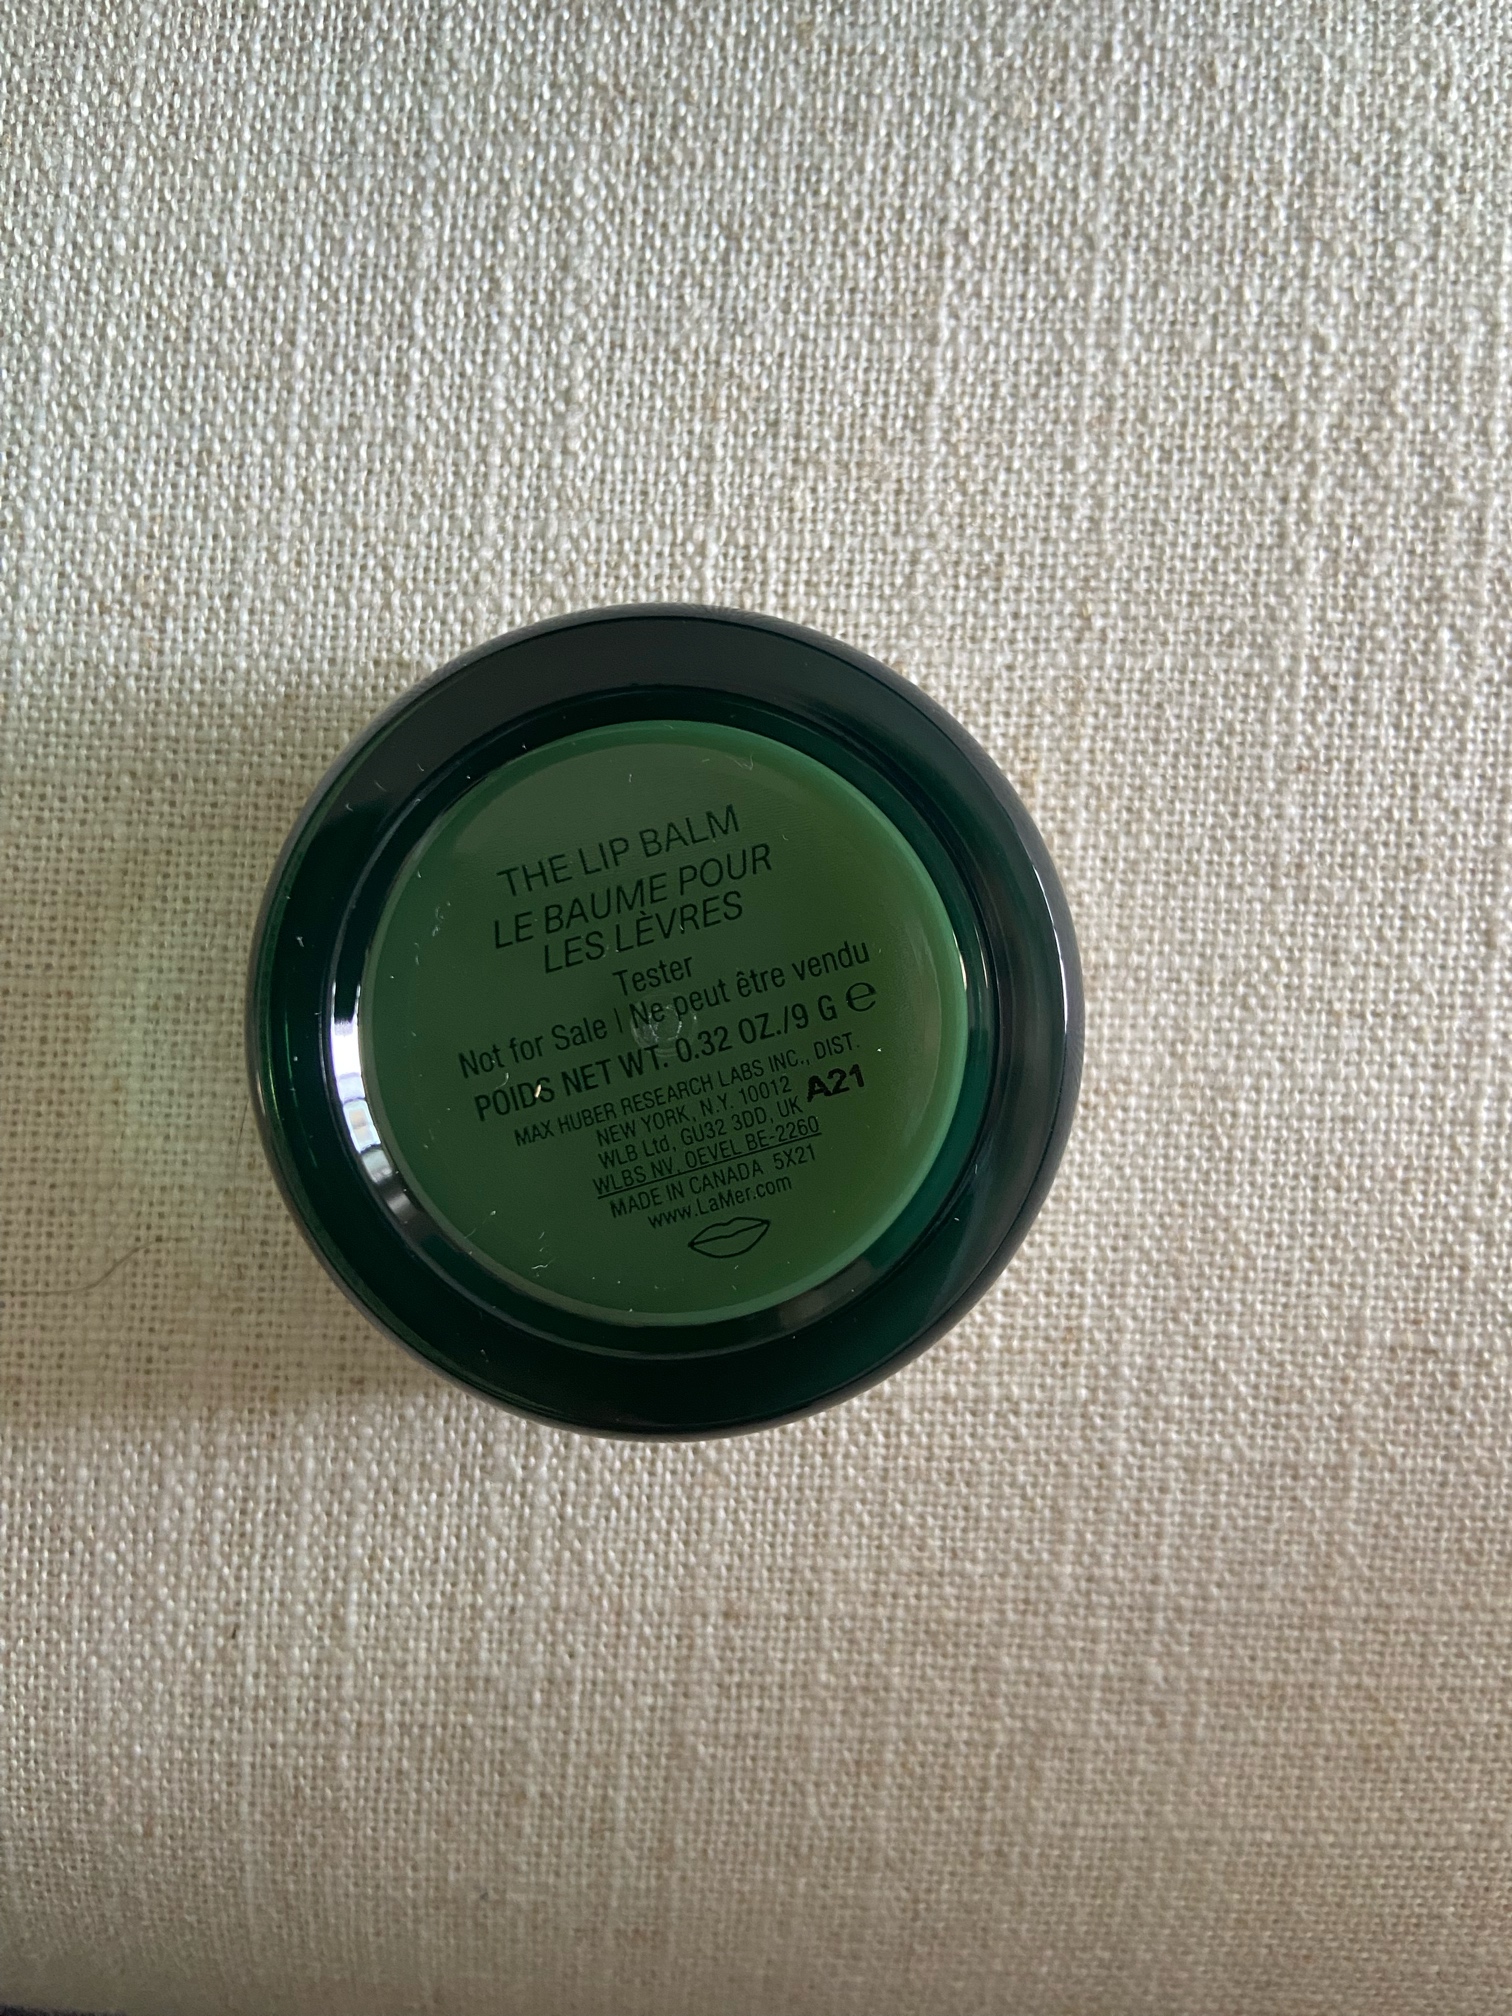 THE LIP BALM
LE BAUME POUR
LES LÈVRES
Tester
Not for Sale | Ne peut être vendu
POIDS NET WT. 0.32 OZ./9 G ℮
MAX HUBER RESEARCH LABS INC., DIST.
NEW YORK, N.Y. 10012 A21
WLB Ltd, GU32 3DD, UK
WLBS NV, OEVEL BE-2260
MADE IN CANADA 5X21
www.LaMer.com